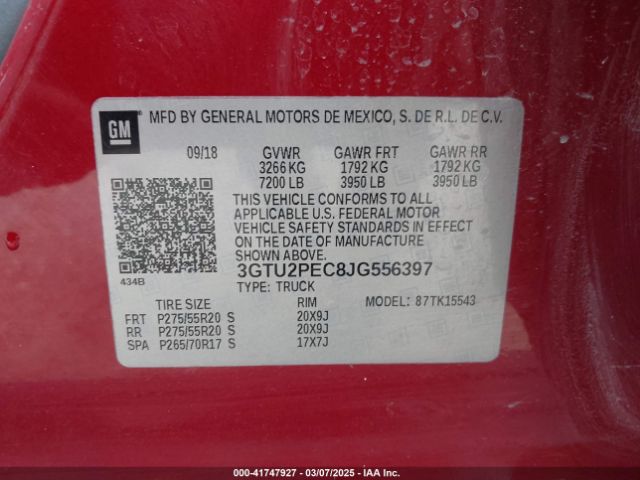 GM
MFD BY GENERAL MOTORS DE MEXICO, S. DE R.L. DE C.V.
09/18 GVWR GAWR FRT GAWR RR
3266 KG 1792 KG 1792 KG
7200 LB 3950 LB 3950 LB
THIS VEHICLE CONFORMS TO ALL
APPLICABLE U.S. FEDERAL MOTOR
VEHICLE SAFETY STANDARDS IN EFFECT
ON THE DATE OF MANUFACTURE
SHOWN ABOVE.
434B
3GTU2PEC8JG556397
TYPE: TRUCK
TIRE SIZE RIM MODEL: 87TK15543
FRT P275/55R20 S 20X9J
RR P275/55R20 S 20X9J
SPA P265/70R17 S 17X7J
230 - 41747927 - 03/07/2025 - IAA Holdings, LLC